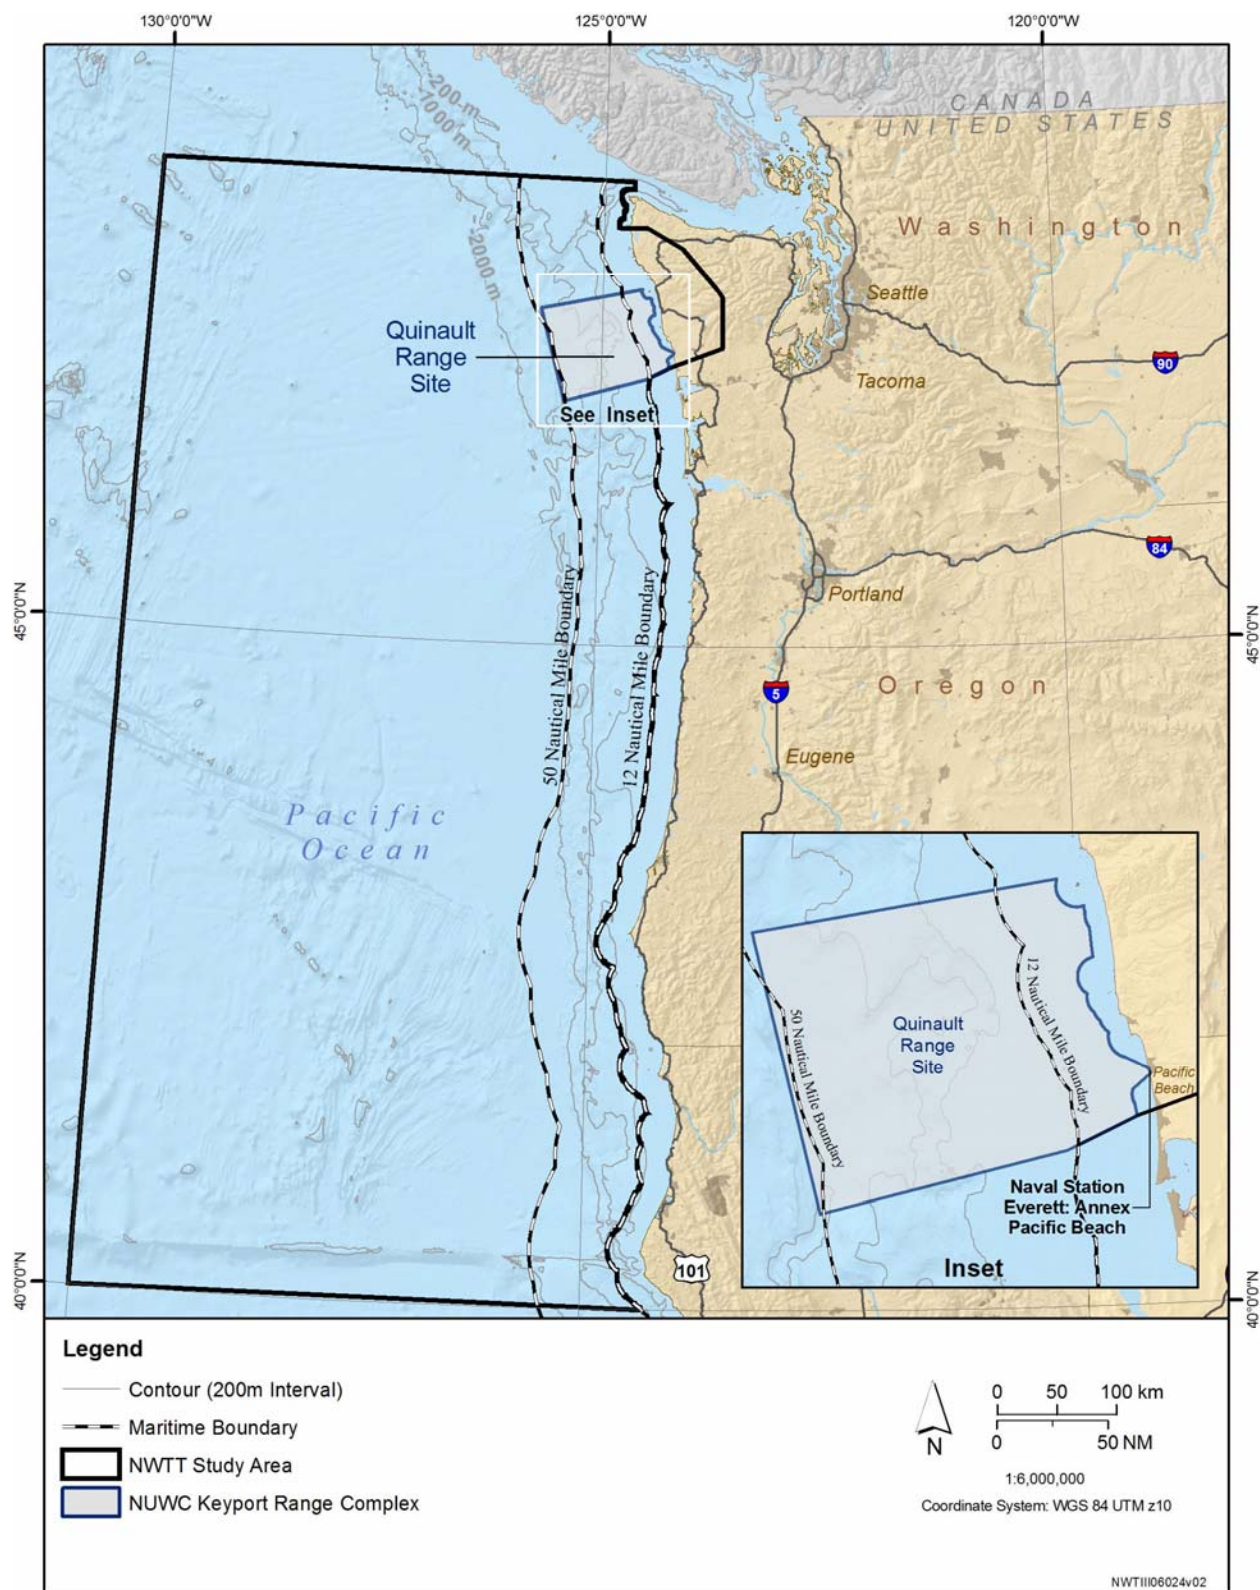 130°0'0"W
125°0'0"W
120°0'0"W
-200 m
-1000 m
-2000 m
CANADA
UNITED STATES
Washington
Seattle
Quinault
Range
Site
90
Tacoma
See Inset
84
Portland
45°0'0"N
45°0'0"N
50 Nautical Mile Boundary
12 Nautical Mile Boundary
5
Oregon
Eugene
Pacific
Ocean
12 Nautical Mile Boundary
50 Nautical Mile Boundary
Quinault
Range
Site
Pacific
Beach
Naval Station
Everett: Annex
Pacific Beach
Inset
101
40°0'0"N
40°0'0"N
Legend
Contour (200m Interval)
Maritime Boundary
NWTT Study Area
NUWC Keyport Range Complex
N
0 50 100 km
0 50 NM
1:6,000,000
Coordinate System: WGS 84 UTM z10
NWTIII06024v02